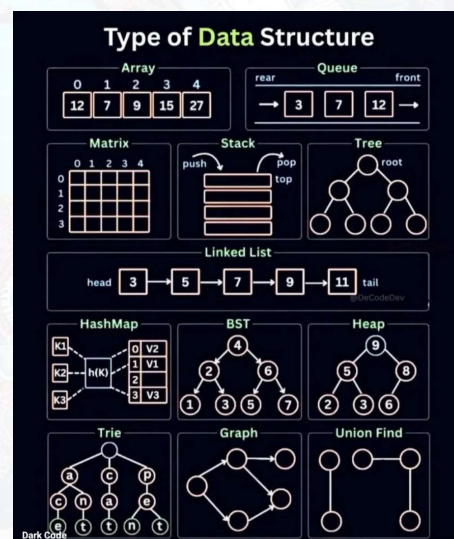 Type of Data Structure
Array
0 1 2 3 4
12 7 9 15 27
Queue
rear front
3 7 12
Matrix
0 1 2 3 4
0
1
2
3
Stack
push pop
top
Tree
root
Linked List
head 3 5 7 9 11 tail
@DeCodeDev
HashMap
K1
K2
K3
h(K)
0 V2
1 V1
2
3 V3
BST
4
2 6
1 3 5 7
Heap
9
5 8
2 3 6
Trie
a c p
c n a e
e t t n t
Graph
Union Find
Dark Code